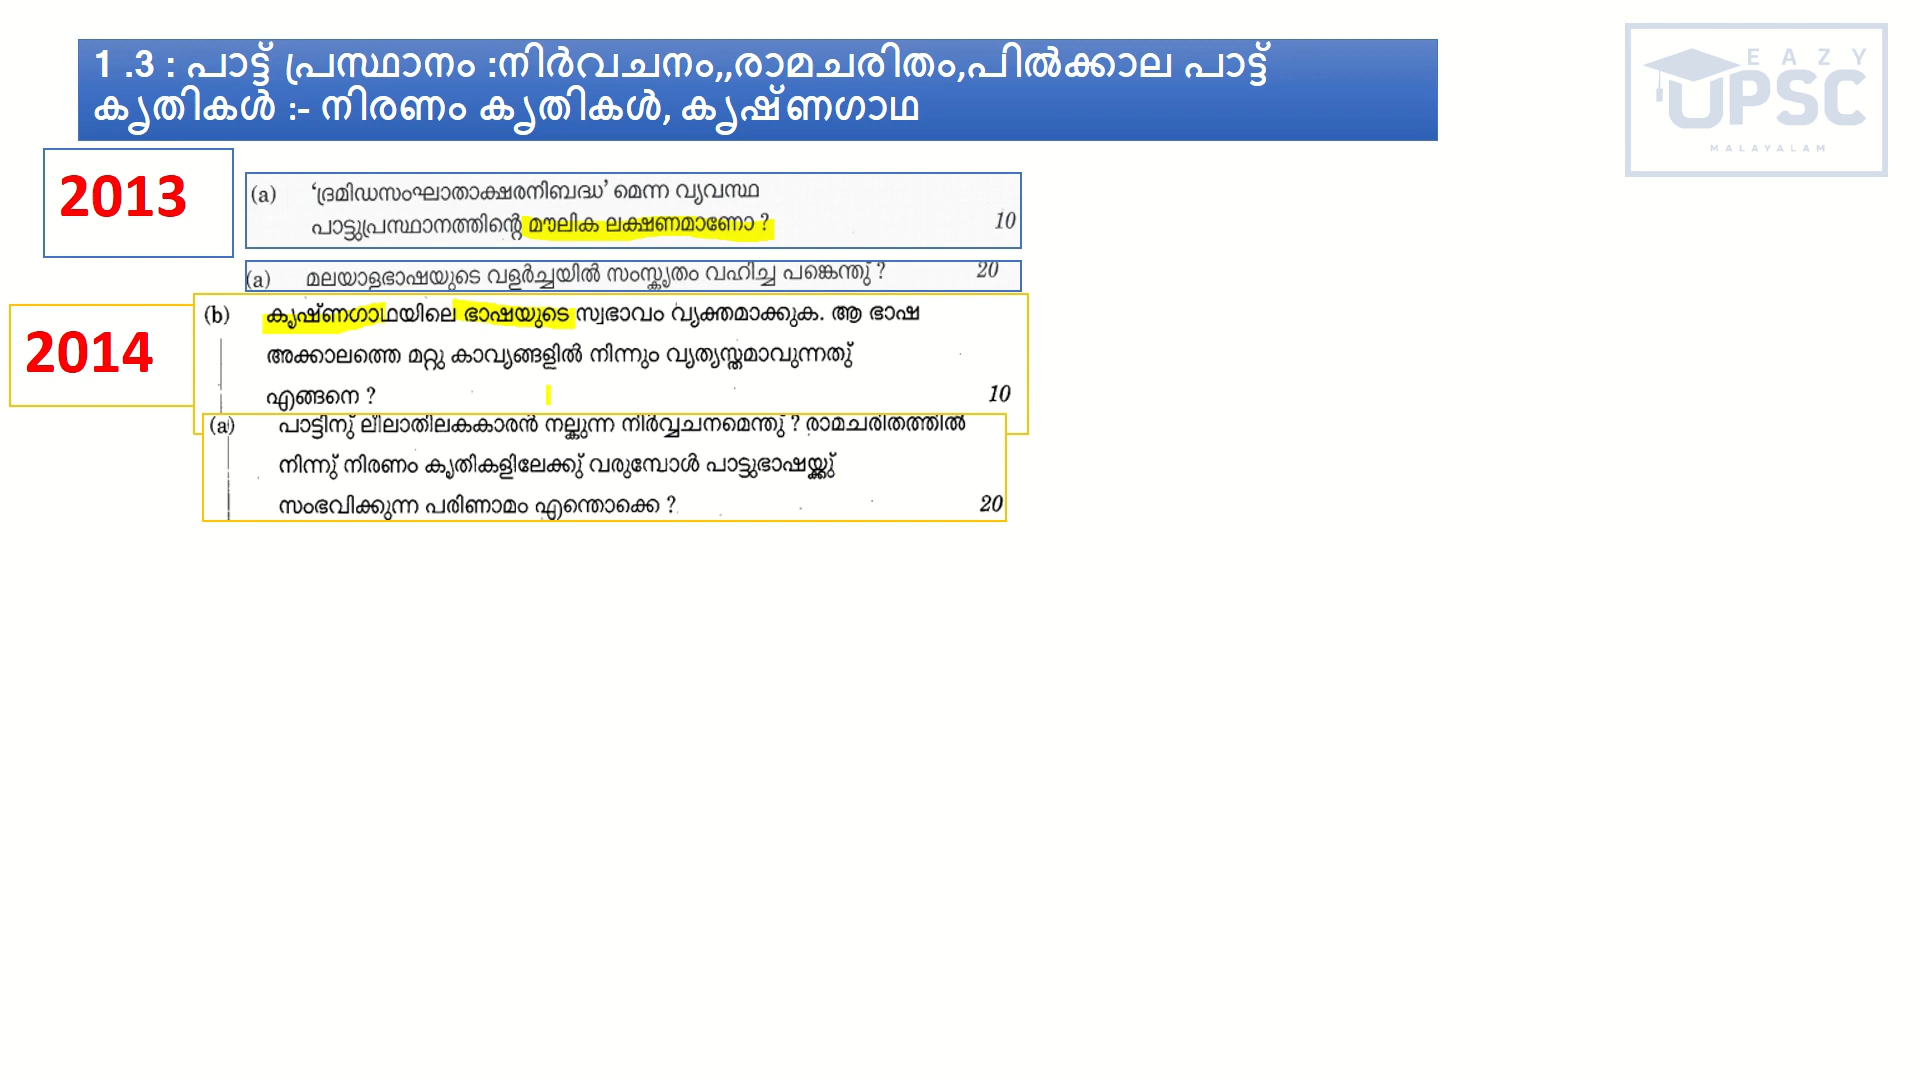 1 .3 : പാട്ട് പ്രസ്ഥാനം :നിർവചനം,,രാമചരിതം,പിൽക്കാല പാട്ട്
കൃതികൾ :- നിരണം കൃതികൾ, കൃഷ്ണഗാഥ
EAZY
UPSC
MALAYALAM
2013
(a) ‘ദ്രമിഡസംഘാതാക്ഷരനിബദ്ധ’ മെന്ന വ്യവസ്ഥ
പാട്ടുപ്രസ്ഥാനത്തിന്റെ മൗലിക ലക്ഷണമാണോ ? 10
(a) മലയാളഭാഷയുടെ വളർച്ചയിൽ സംസ്കൃതം വഹിച്ച പങ്കെന്തു് ? 20
2014
(b) കൃഷ്ണഗാഥയിലെ ഭാഷയുടെ സ്വഭാവം വ്യക്തമാക്കുക. ആ ഭാഷ
അക്കാലത്തെ മറ്റു കാവ്യങ്ങളിൽ നിന്നും വ്യത്യസ്തമാവുന്നതു്
എങ്ങനെ ? 10
(a) പാട്ടിനു് ലീലാതിലകകാരൻ നല്കുന്ന നിർവ്വചനമെന്തു് ? രാമചരിതത്തിൽ
നിന്നു് നിരണം കൃതികളിലേക്കു് വരുമ്പോൾ പാട്ടുഭാഷയ്ക്കു്
സംഭവിക്കുന്ന പരിണാമം എന്തൊക്കെ ? 20